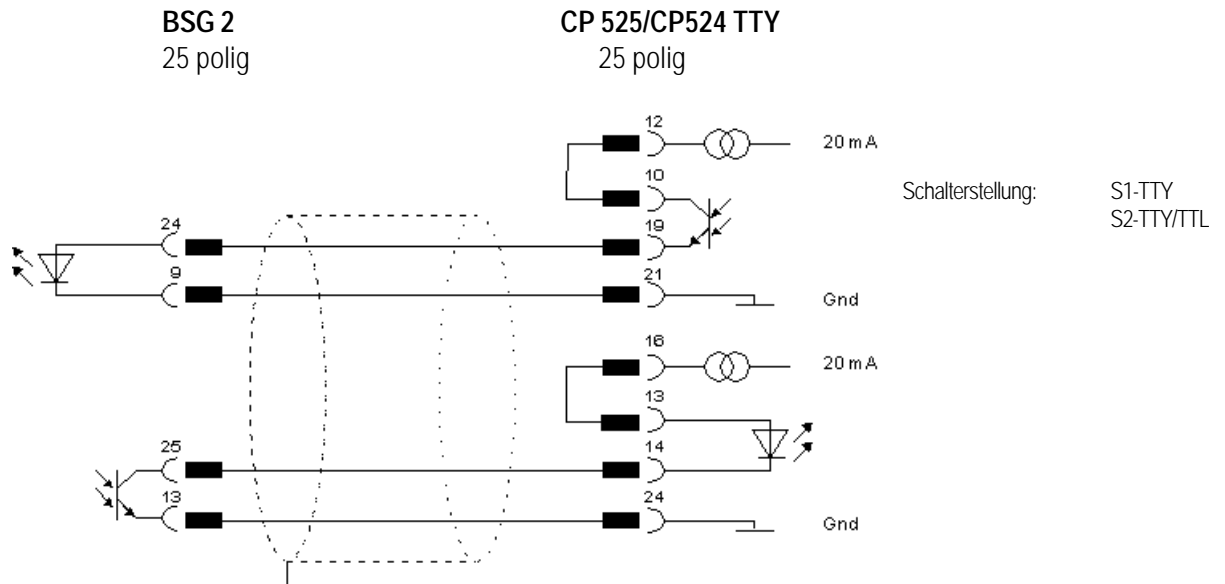 BSG 2 CP 525/CP524 TTY
25 polig 25 polig
12
20 mA
10
Schalterstellung: S1-TTY
S2-TTY/TTL
24
19
9
21
Gnd
16
20 mA
13
25
14
13
24
Gnd